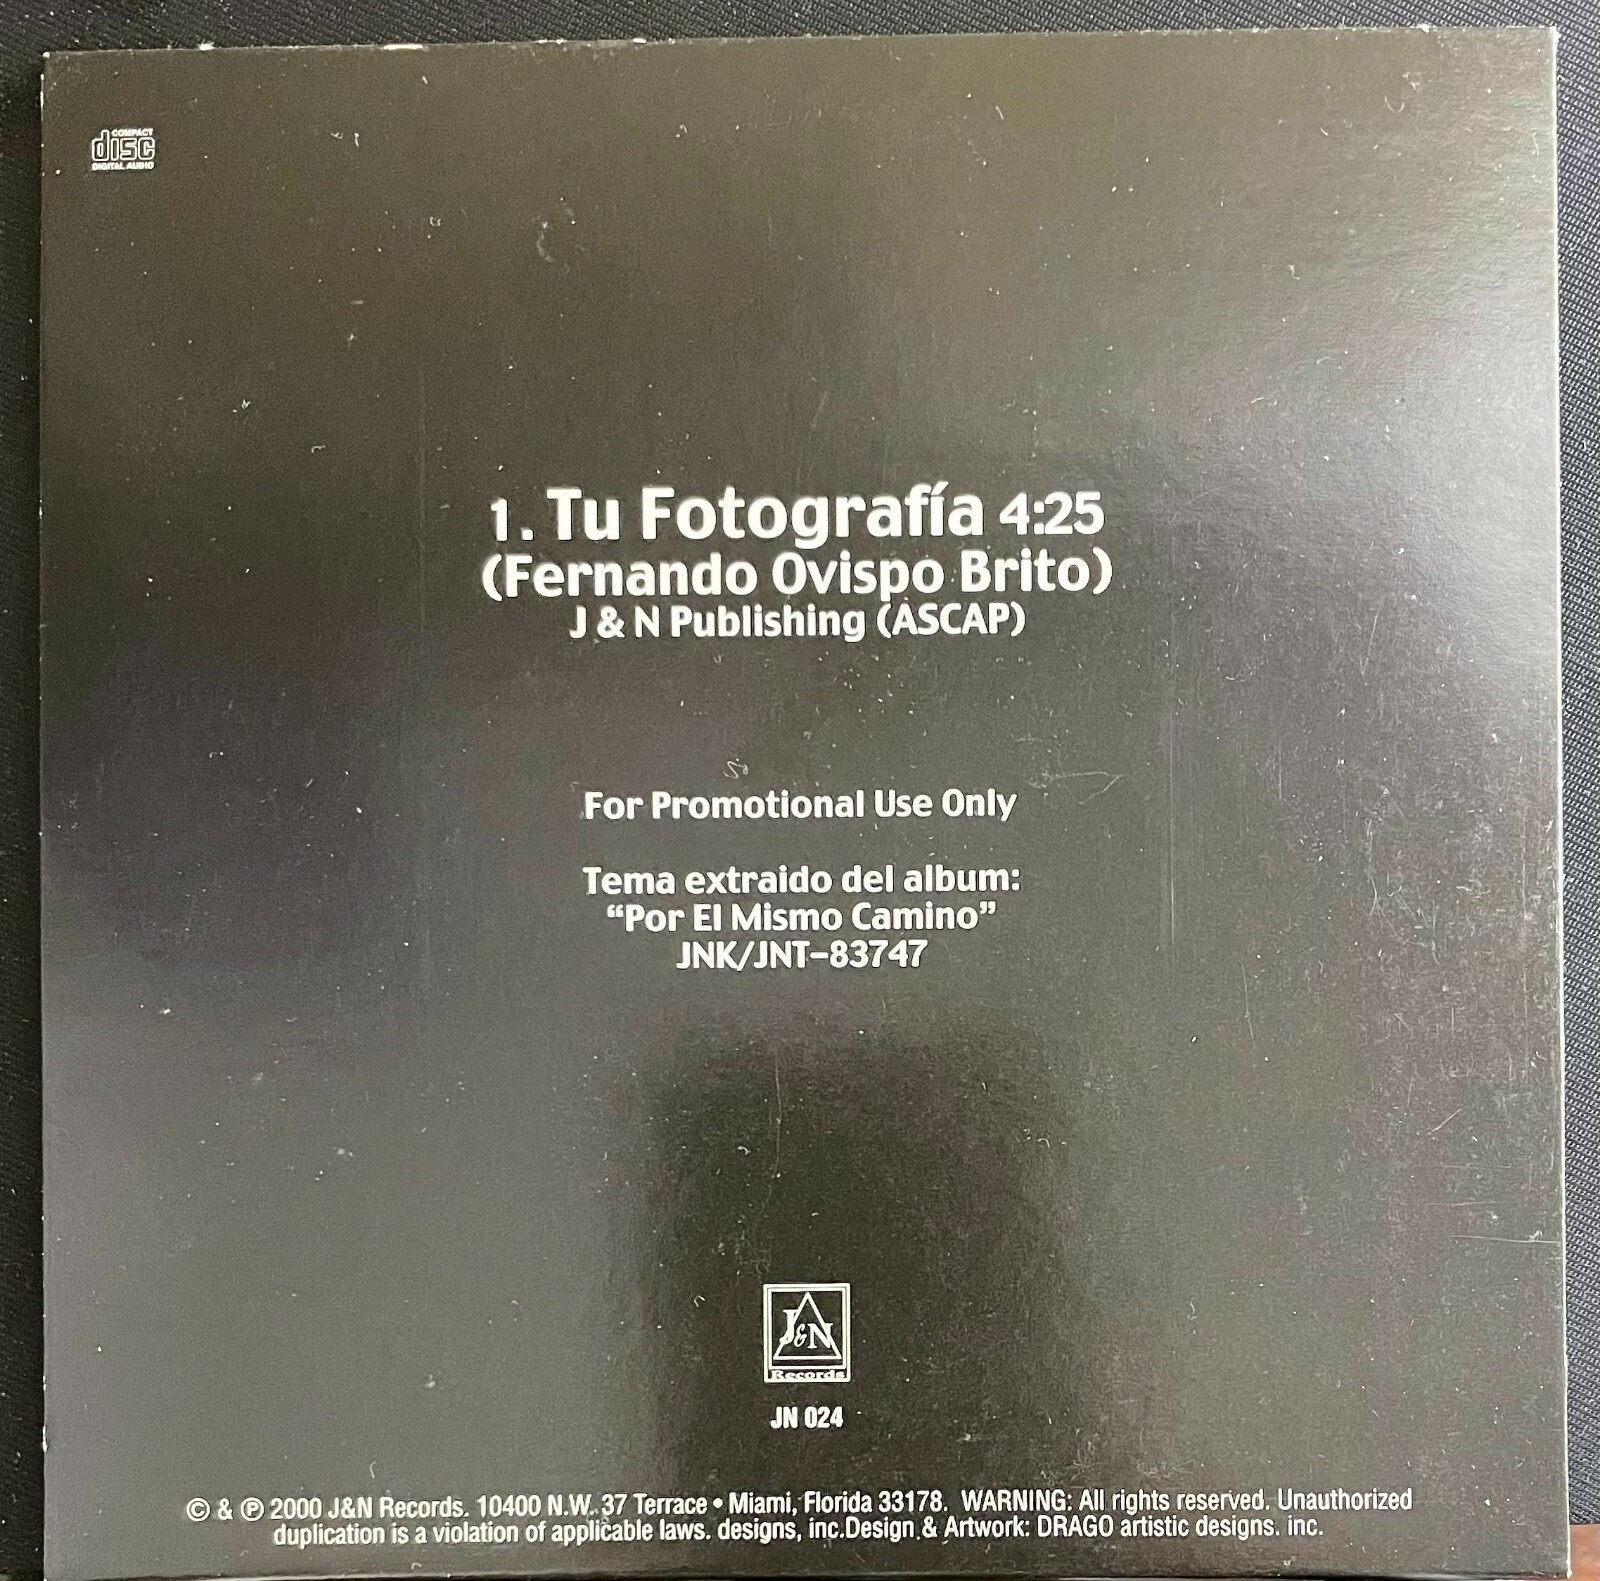 COMPACT
disc
DIGITAL AUDIO
1. Tu Fotografía 4:25
(Fernando Ovispo Brito)
J & N Publishing (ASCAP)
For Promotional Use Only
Tema extraido del album:
“Por El Mismo Camino”
JNK/JNT–83747
J&N
Records
JN 024
© & ℗ 2000 J&N Records. 10400 N.W. 37 Terrace • Miami, Florida 33178. WARNING: All rights reserved. Unauthorized
duplication is a violation of applicable laws. designs, inc.Design & Artwork: DRAGO artistic designs. inc.